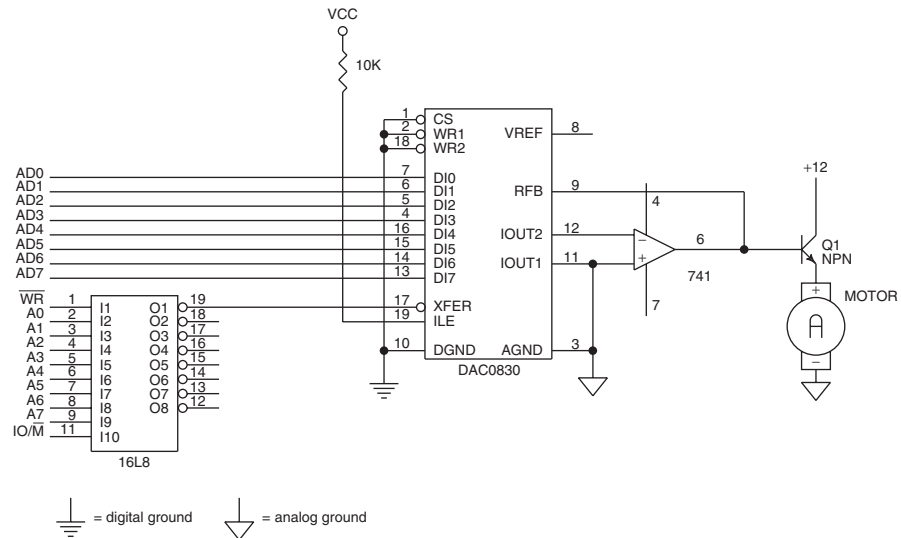 VCC
10K
1 CS
2 WR1
18 WR2
VREF 8
AD0 7 DI0
AD1 6 DI1
AD2 5 DI2
AD3 4 DI3
AD4 16 DI4
AD5 15 DI5
AD6 14 DI6
AD7 13 DI7
RFB 9
IOUT2 12
IOUT1 11
4
−
+
6
741
7
+12
Q1
NPN
+
MOTOR
A
−
WR 1 I1 O1 19
A0 2 I2 O2 18
A1 3 I3 O3 17
A2 4 I4 O4 16
A3 5 I5 O5 15
A4 6 I6 O6 14
A5 7 I7 O7 13
A6 8 I8 O8 12
A7 9 I9
IO/M 11 I10
16L8
17 XFER
19 ILE
10 DGND
AGND 3
DAC0830
= digital ground
= analog ground